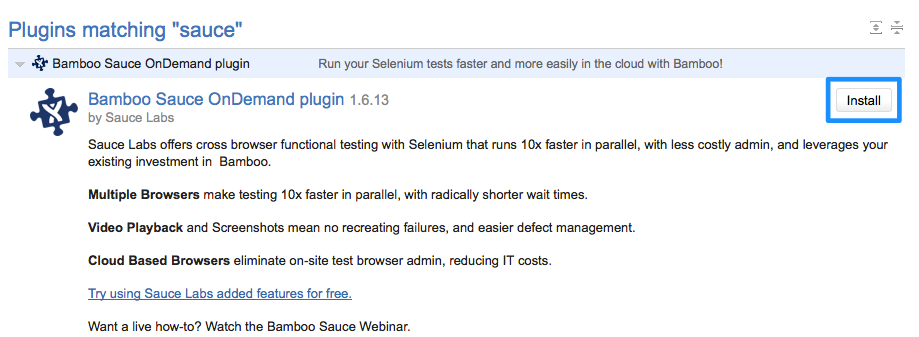 Plugins matching "sauce"
Bamboo Sauce OnDemand plugin Run your Selenium tests faster and more easily in the cloud with Bamboo!
Bamboo Sauce OnDemand plugin 1.6.13
Install
by Sauce Labs
Sauce Labs offers cross browser functional testing with Selenium that runs 10x faster in parallel, with less costly admin, and leverages your
existing investment in Bamboo.
Multiple Browsers make testing 10x faster in parallel, with radically shorter wait times.
Video Playback and Screenshots mean no recreating failures, and easier defect management.
Cloud Based Browsers eliminate on-site test browser admin, reducing IT costs.
Try using Sauce Labs added features for free.
Want a live how-to? Watch the Bamboo Sauce Webinar.